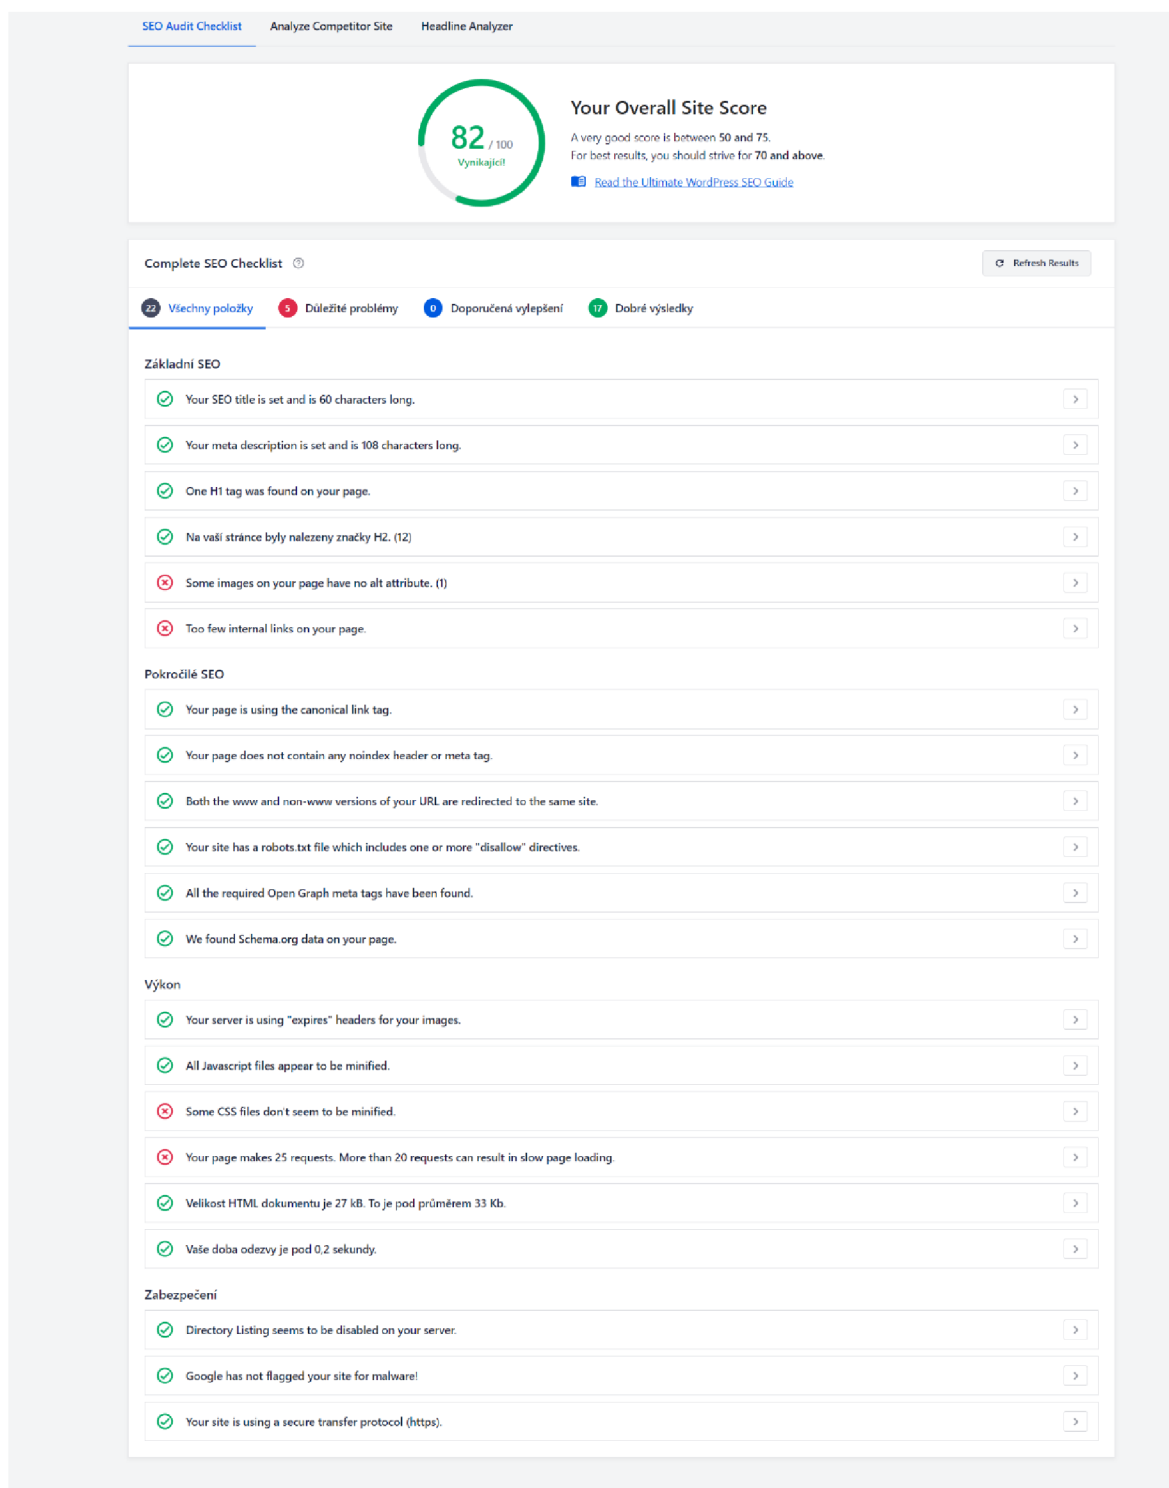 SEO Audit Checklist Analyze Competitor Site Headline Analyzer
82 / 100
Vynikající!
Your Overall Site Score
A very good score is between 50 and 75.
For best results, you should strive for 70 and above.
Read the Ultimate WordPress SEO Guide
Complete SEO Checklist
Refresh Results
22 Všechny položky 5 Důležité problémy 0 Doporučená vylepšení 17 Dobré výsledky
Základní SEO
Your SEO title is set and is 60 characters long.
Your meta description is set and is 108 characters long.
One H1 tag was found on your page.
Na vaší stránce byly nalezeny značky H2. (12)
Some images on your page have no alt attribute. (1)
Too few internal links on your page.
Pokročilé SEO
Your page is using the canonical link tag.
Your page does not contain any noindex header or meta tag.
Both the www and non-www versions of your URL are redirected to the same site.
Your site has a robots.txt file which includes one or more "disallow" directives.
All the required Open Graph meta tags have been found.
We found Schema.org data on your page.
Výkon
Your server is using "expires" headers for your images.
All Javascript files appear to be minified.
Some CSS files don't seem to be minified.
Your page makes 25 requests. More than 20 requests can result in slow page loading.
Velikost HTML dokumentu je 27 kB. To je pod průměrem 33 Kb.
Vaše doba odezvy je pod 0,2 sekundy.
Zabezpečení
Directory Listing seems to be disabled on your server.
Google has not flagged your site for malware!
Your site is using a secure transfer protocol (https).